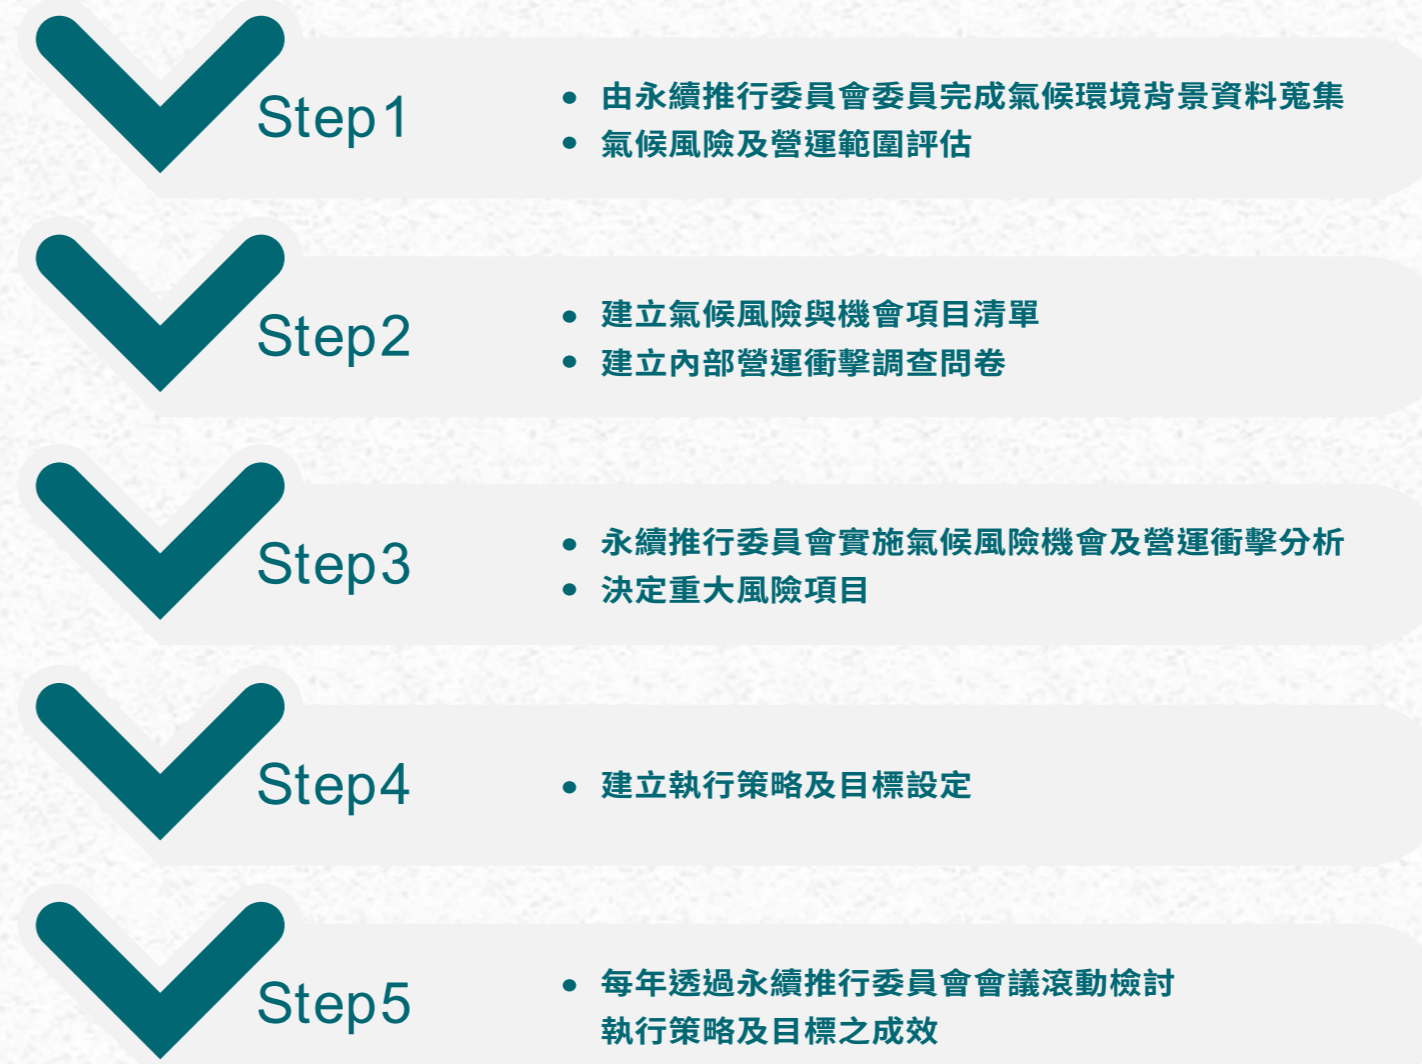 Step1
• 由永續推行委員會委員完成氣候環境背景資料蒐集
• 氣候風險及營運範圍評估
Step2
• 建立氣候風險與機會項目清單
• 建立內部營運衝擊調查問卷
Step3
• 永續推行委員會實施氣候風險機會及營運衝擊分析
• 決定重大風險項目
Step4
• 建立執行策略及目標設定
Step5
• 每年透過永續推行委員會會議滾動檢討
執行策略及目標之成效